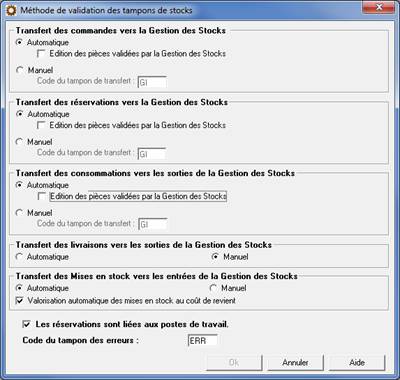 Méthode de validation des tampons de stocks
Transfert des commandes vers la Gestion des Stocks
Automatique
Edition des pièces validées par la Gestion des Stocks
Manuel
Code du tampon de transfert : GI
Transfert des réservations vers la Gestion des Stocks
Automatique
Edition des pièces validées par la Gestion des Stocks
Manuel
Code du tampon de transfert : GI
Transfert des consommations vers les sorties de la Gestion des Stocks
Automatique
Edition des pièces validées par la Gestion des Stocks
Manuel
Code du tampon de transfert : GI
Transfert des livraisons vers les sorties de la Gestion des Stocks
Automatique Manuel
Transfert des Mises en stock vers les entrées de la Gestion des Stocks
Automatique Manuel
Valorisation automatique des mises en stock au coût de revient
Les réservations sont liées aux postes de travail.
Code du tampon des erreurs : ERR
Ok Annuler Aide